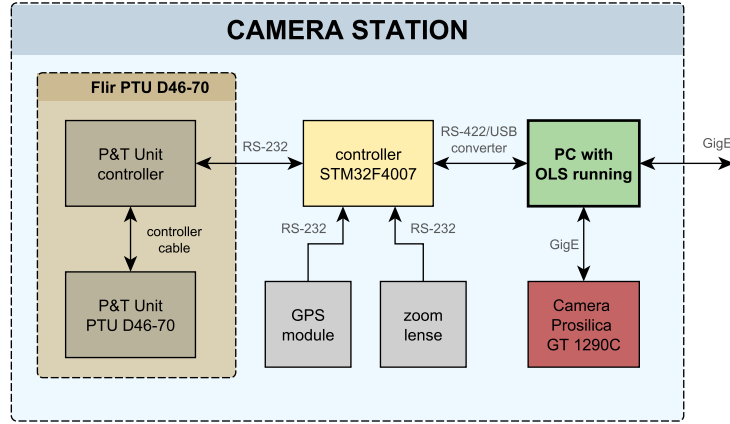 CAMERA STATION
Flir PTU D46-70
P&T Unit
controller
RS-232
controller
STM32F4007
RS-422/USB
converter
PC with
OLS running
GigE
controller
cable
RS-232
RS-232
GigE
P&T Unit
PTU D46-70
GPS
module
zoom
lense
Camera
Prosilica
GT 1290C